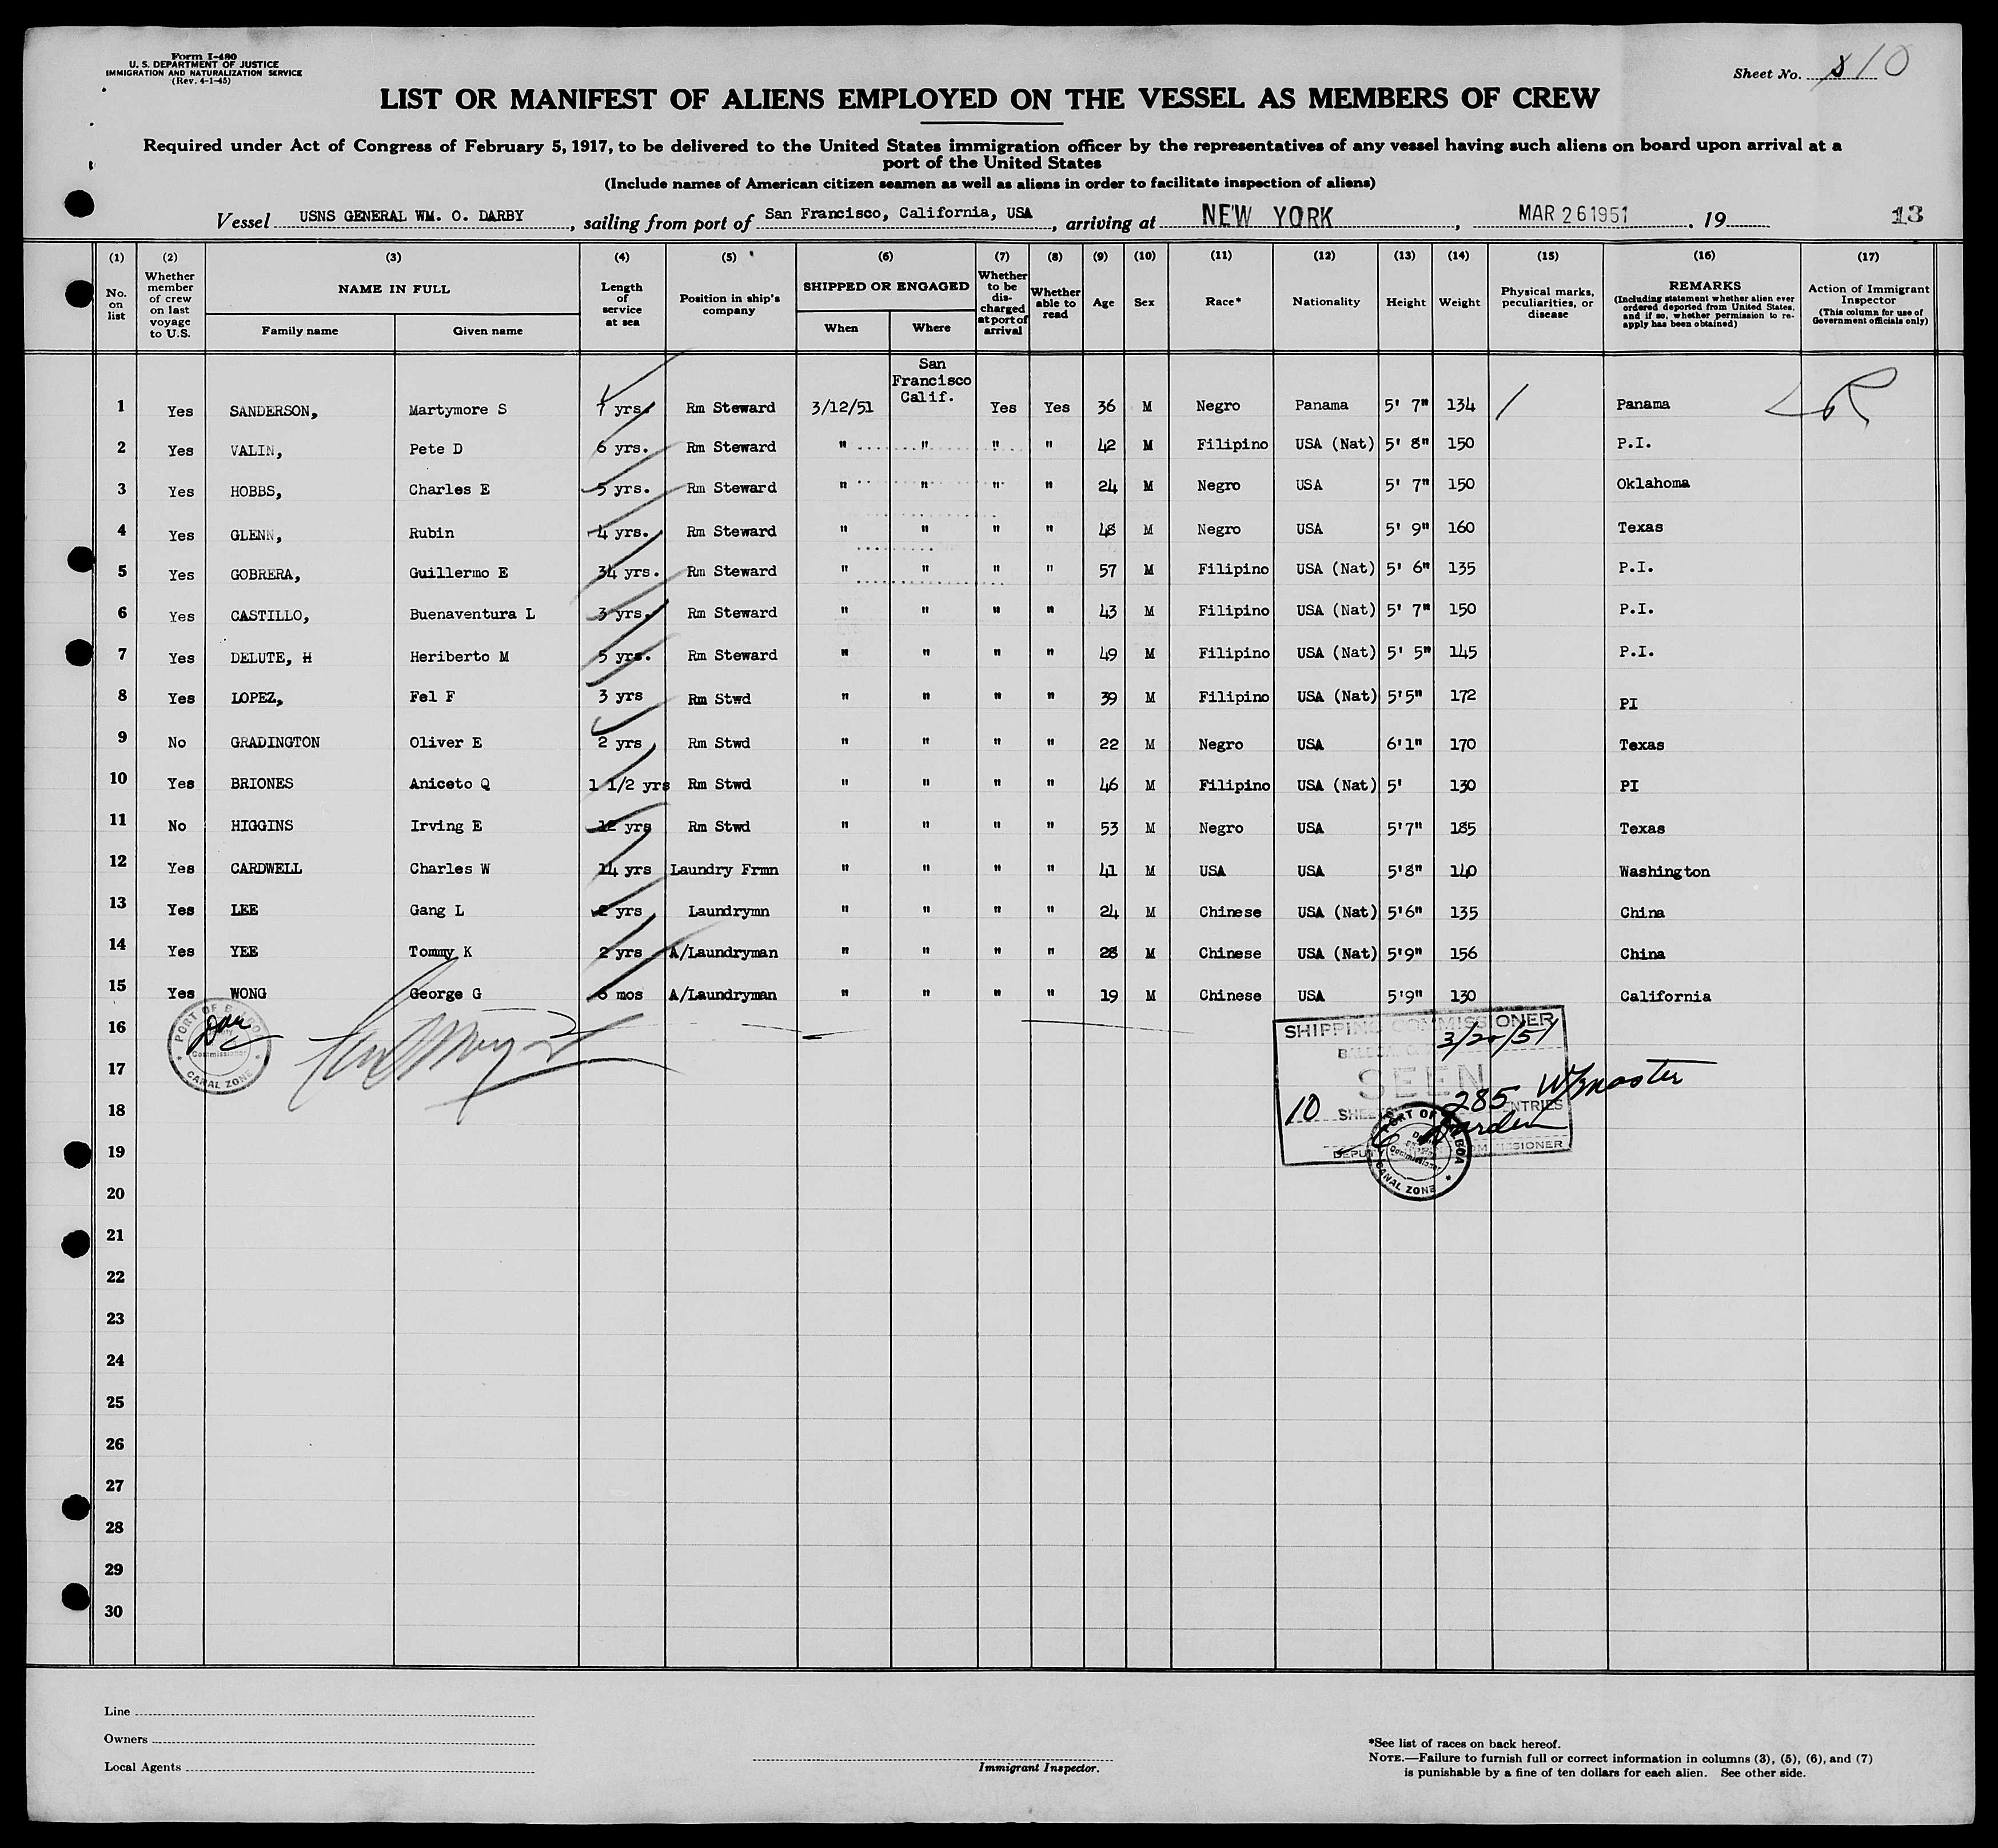 Form I-480
U. S. DEPARTMENT OF JUSTICE
IMMIGRATION AND NATURALIZATION SERVICE
(Rev. 4-1-45)
Sheet No. 10
LIST OR MANIFEST OF ALIENS EMPLOYED ON THE VESSEL AS MEMBERS OF CREW
Required under Act of Congress of February 5, 1917, to be delivered to the United States immigration officer by the representatives of any vessel having such aliens on board upon arrival at a
port of the United States
(Include names of American citizen seamen as well as aliens in order to facilitate inspection of aliens)
Vessel USNS GENERAL WM. O. DARBY, sailing from port of San Francisco, California, USA, arriving at NEW YORK, MAR 26 1951, 19 13
(1) (2) (3) (4) (5) (6) (7) (8) (9) (10) (11) (12) (13) (14) (15) (16) (17)
No. on list
Whether member of crew on last voyage to U.S.
NAME IN FULL
Family name Given name
Length of service at sea
Position in ship's company
SHIPPED OR ENGAGED
When Where
Whether to be discharged at port of arrival
Whether able to read
Age
Sex
Race*
Nationality
Height
Weight
Physical marks, peculiarities, or disease
REMARKS
(Including statement whether alien ever ordered deported from United States, and if so, whether permission to reapply has been obtained)
Action of Immigrant Inspector
(This column for use of Government officials only)
1 Yes SANDERSON, Martymore S 7 yrs Rm Steward 3/12/51 San Francisco Calif. Yes Yes 36 M Negro Panama 5' 7" 134 Panama
2 Yes VALIN, Pete D 6 yrs. Rm Steward " " " " 42 M Filipino USA (Nat) 5' 8" 150 P.I.
3 Yes HOBBS, Charles E 5 yrs. Rm Steward " " " " 24 M Negro USA 5' 7" 150 Oklahoma
4 Yes GLENN, Rubin 4 yrs. Rm Steward " " " " 48 M Negro USA 5' 9" 160 Texas
5 Yes GOBRERA, Guillermo E 34 yrs. Rm Steward " " " " 57 M Filipino USA (Nat) 5' 6" 135 P.I.
6 Yes CASTILLO, Buenaventura L 3 yrs. Rm Steward " " " " 43 M Filipino USA (Nat) 5' 7" 150 P.I.
7 Yes DELUTE, H Heriberto M 5 yrs. Rm Steward " " " " 49 M Filipino USA (Nat) 5' 5" 145 P.I.
8 Yes LOPEZ, Fel F 3 yrs Rm Stwd " " " " 39 M Filipino USA (Nat) 5'5" 172 PI
9 No GRADINGTON Oliver E 2 yrs Rm Stwd " " " " 22 M Negro USA 6'1" 170 Texas
10 Yes BRIONES Aniceto Q 1 1/2 yrs Rm Stwd " " " " 46 M Filipino USA (Nat) 5' 130 PI
11 No HIGGINS Irving E 12 yrs Rm Stwd " " " " 53 M Negro USA 5'7" 185 Texas
12 Yes CARDWELL Charles W 14 yrs Laundry Frmn " " " " 41 M USA USA 5'8" 140 Washington
13 Yes LEE Gang L 2 yrs Laundrymn " " " " 24 M Chinese USA (Nat) 5'6" 135 China
14 Yes YEE Tommy K 2 yrs A/Laundryman " " " " 28 M Chinese USA (Nat) 5'9" 156 China
15 Yes WONG George G 6 mos A/Laundryman " " " " 19 M Chinese USA 5'9" 130 California
16
17
18
19
20
21
22
23
24
25
26
27
28
29
30
PORT OF
Commissioner
CANAL ZONE
SHIPPING COMMISSIONER
3/20/51
SEEN
10 SHEETS 285 ENTRIES
W/master
DEPUTY COMMISSIONER
PORT OF BALBOA
Commissioner
CANAL ZONE
Line
Owners
Local Agents
Immigrant Inspector.
*See list of races on back hereof.
NOTE.—Failure to furnish full or correct information in columns (3), (5), (6), and (7)
is punishable by a fine of ten dollars for each alien. See other side.